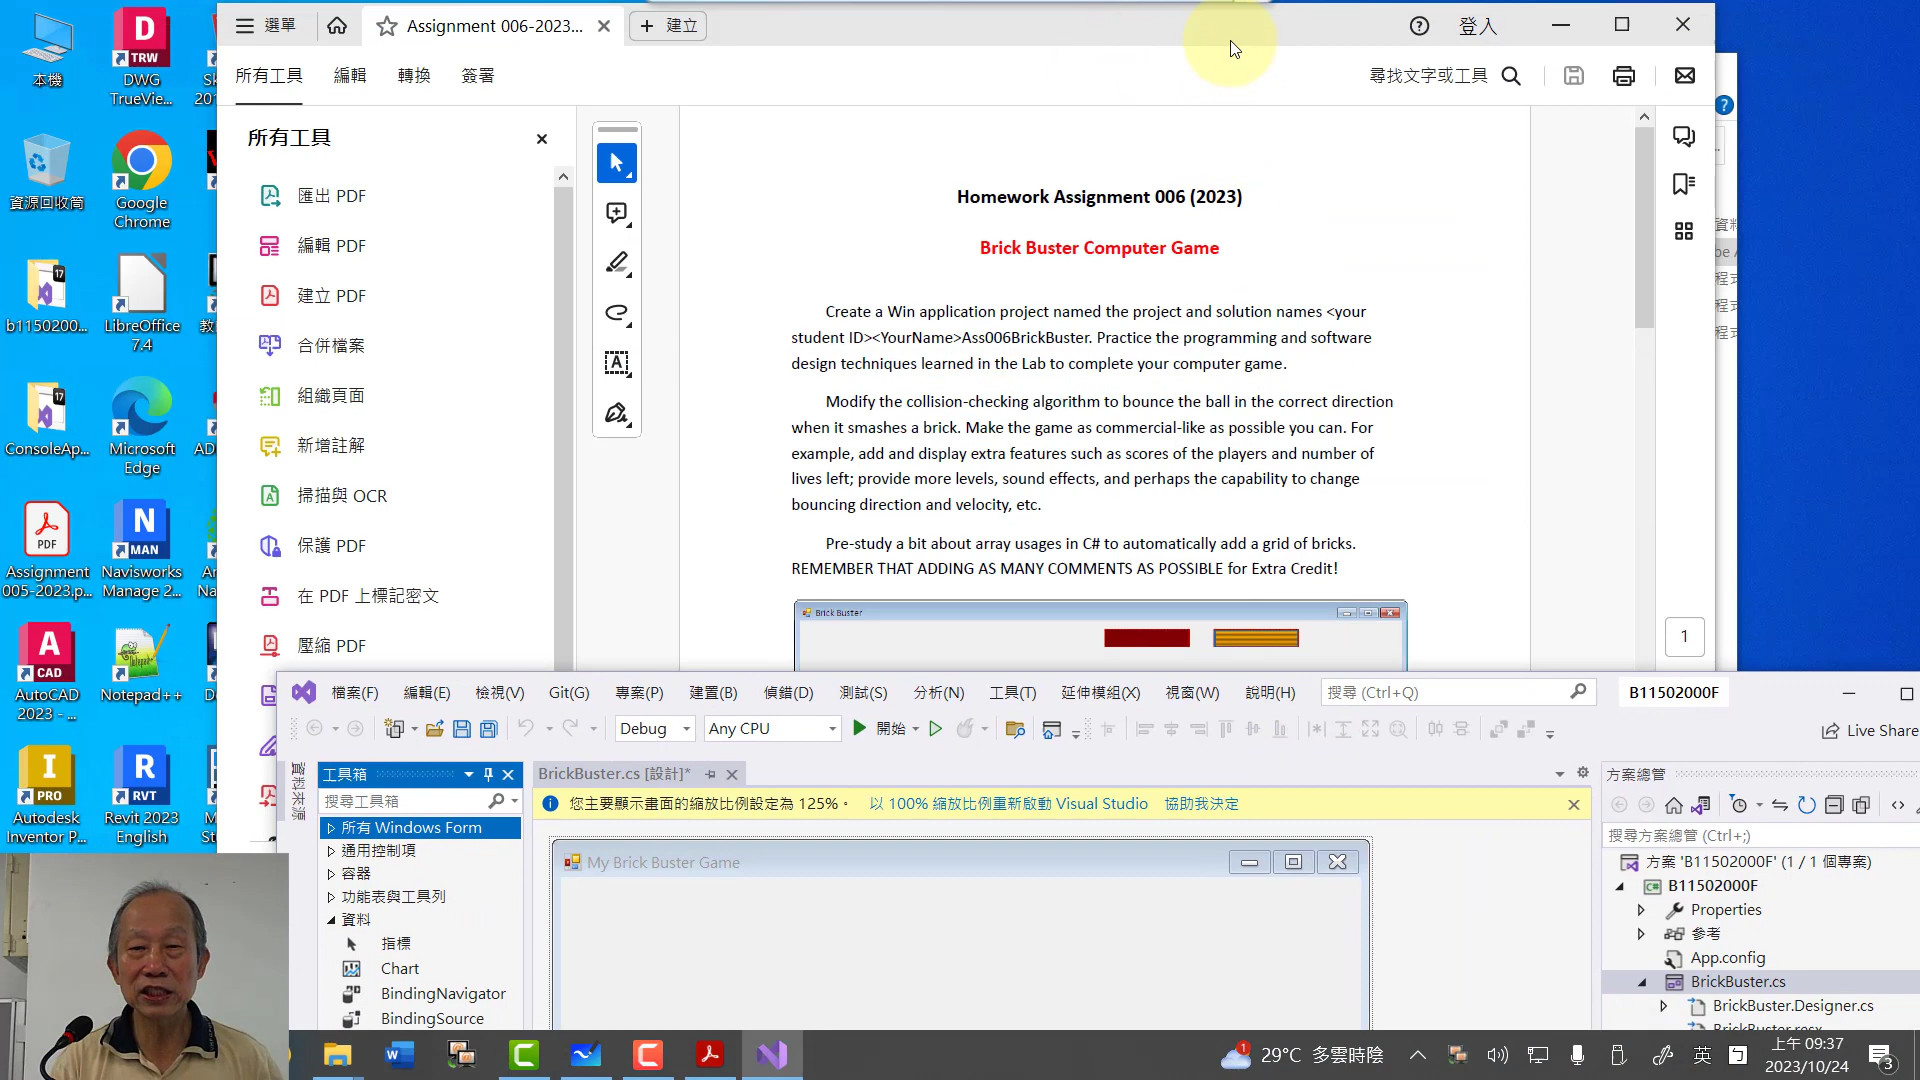 選單
Assignment 006-2023...
建立
登入
所有工具
編輯
轉換
簽署
尋找文字或工具
所有工具
匯出 PDF
編輯 PDF
建立 PDF
合併檔案
組織頁面
新增註解
掃描與 OCR
保護 PDF
在 PDF 上標記密文
壓縮 PDF
Homework Assignment 006 (2023)
Brick Buster Computer Game
Create a Win application project named the project and solution names <your
student ID><YourName>Ass006BrickBuster. Practice the programming and software
design techniques learned in the Lab to complete your computer game.
Modify the collision-checking algorithm to bounce the ball in the correct direction
when it smashes a brick. Make the game as commercial-like as possible you can. For
example, add and display extra features such as scores of the players and number of
lives left; provide more levels, sound effects, and perhaps the capability to change
bouncing direction and velocity, etc.
Pre-study a bit about array usages in C# to automatically add a grid of bricks.
REMEMBER THAT ADDING AS MANY COMMENTS AS POSSIBLE for Extra Credit!
Brick Buster
1
本機
DWG
TrueVie...
資源回收筒
Google
Chrome
b1150200...
LibreOffice
7.4
ConsoleAp...
Microsoft
Edge
Assignment
005-2023.p...
Navisworks
Manage 2...
AutoCAD
2023 - ...
Notepad++
Autodesk
Inventor P...
Revit 2023
English
檔案(F)
編輯(E)
檢視(V)
Git(G)
專案(P)
建置(B)
偵錯(D)
測試(S)
分析(N)
工具(T)
延伸模組(X)
視窗(W)
說明(H)
搜尋 (Ctrl+Q)
B11502000F
Debug
Any CPU
開始
Live Share
資料來源
工具箱
搜尋工具箱
所有 Windows Form
通用控制項
容器
功能表與工具列
資料
指標
Chart
BindingNavigator
BindingSource
BrickBuster.cs [設計]*
您主要顯示畫面的縮放比例設定為 125%。
以 100% 縮放比例重新啟動 Visual Studio
協助我決定
My Brick Buster Game
方案總管
搜尋方案總管 (Ctrl+;)
方案 'B11502000F' (1 / 1 個專案)
B11502000F
Properties
參考
App.config
BrickBuster.cs
BrickBuster.Designer.cs
BrickBuster.resx
29°C 多雲時陰
英
上午 09:37
2023/10/24
3